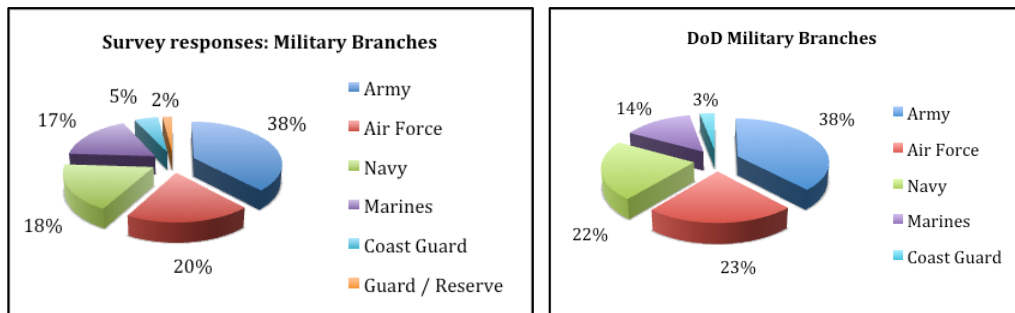 Survey responses: Military Branches
5%
2%
17%
38%
18%
20%
Army
Air Force
Navy
Marines
Coast Guard
Guard / Reserve
DoD Military Branches
3%
14%
38%
22%
23%
Army
Air Force
Navy
Marines
Coast Guard